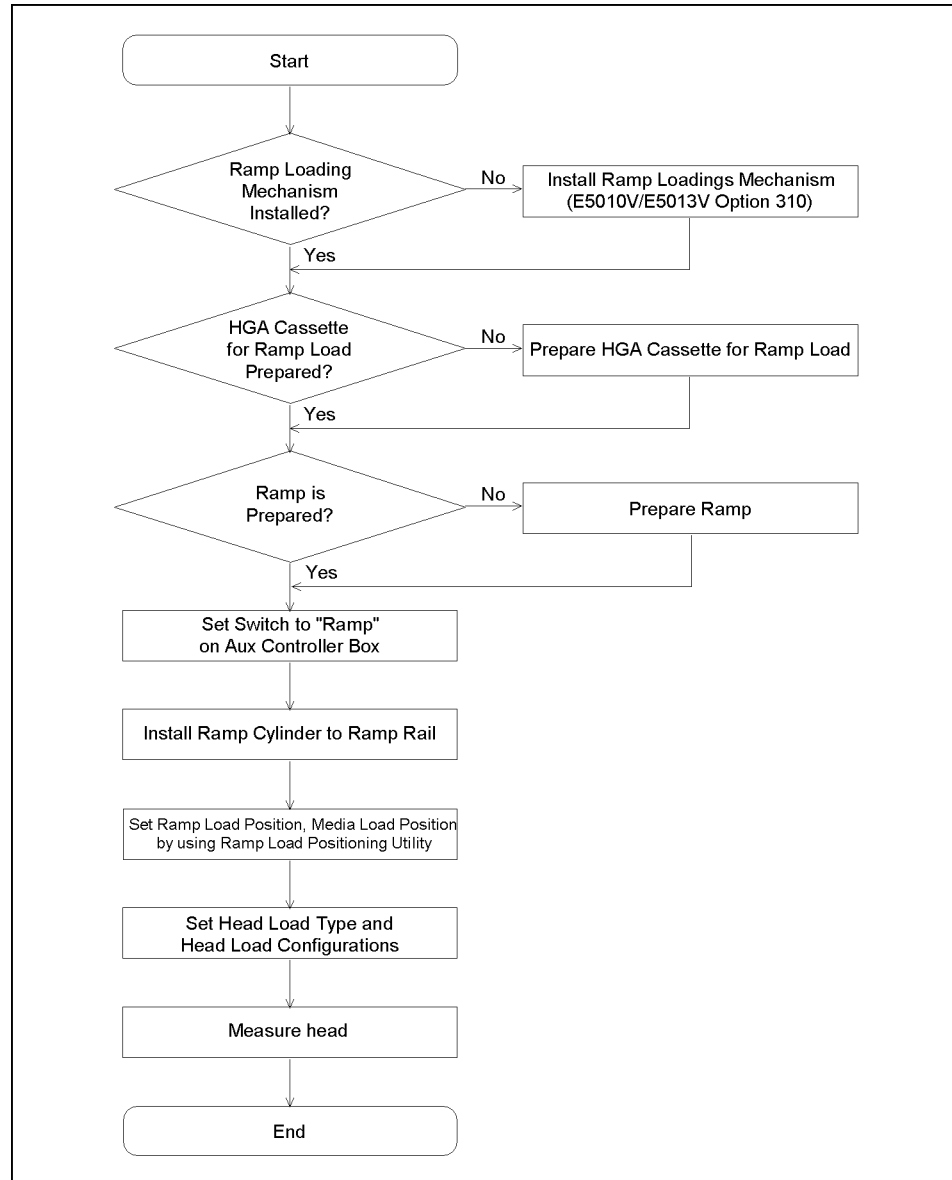 Start
Ramp Loading
Mechanism
Installed?
No
Install Ramp Loadings Mechanism
(E5010V/E5013V Option 310)
Yes
HGA Cassette
for Ramp Load
Prepared?
No
Prepare HGA Cassette for Ramp Load
Yes
Ramp is
Prepared?
No
Prepare Ramp
Yes
Set Switch to "Ramp"
on Aux Controller Box
Install Ramp Cylinder to Ramp Rail
Set Ramp Load Position, Media Load Position
by using Ramp Load Positioning Utility
Set Head Load Type and
Head Load Configurations
Measure head
End